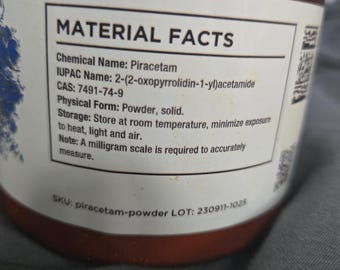 MATERIAL FACTS
Chemical Name: Piracetam
IUPAC Name: 2-(2-oxopyrrolidin-1-yl)acetamide
CAS: 7491-74-9
Physical Form: Powder, solid.
Storage: Store at room temperature, minimize exposure
to heat, light and air.
Note: A milligram scale is required to accurately
measure.
SKU: piracetam-powder LOT: 230911-1025